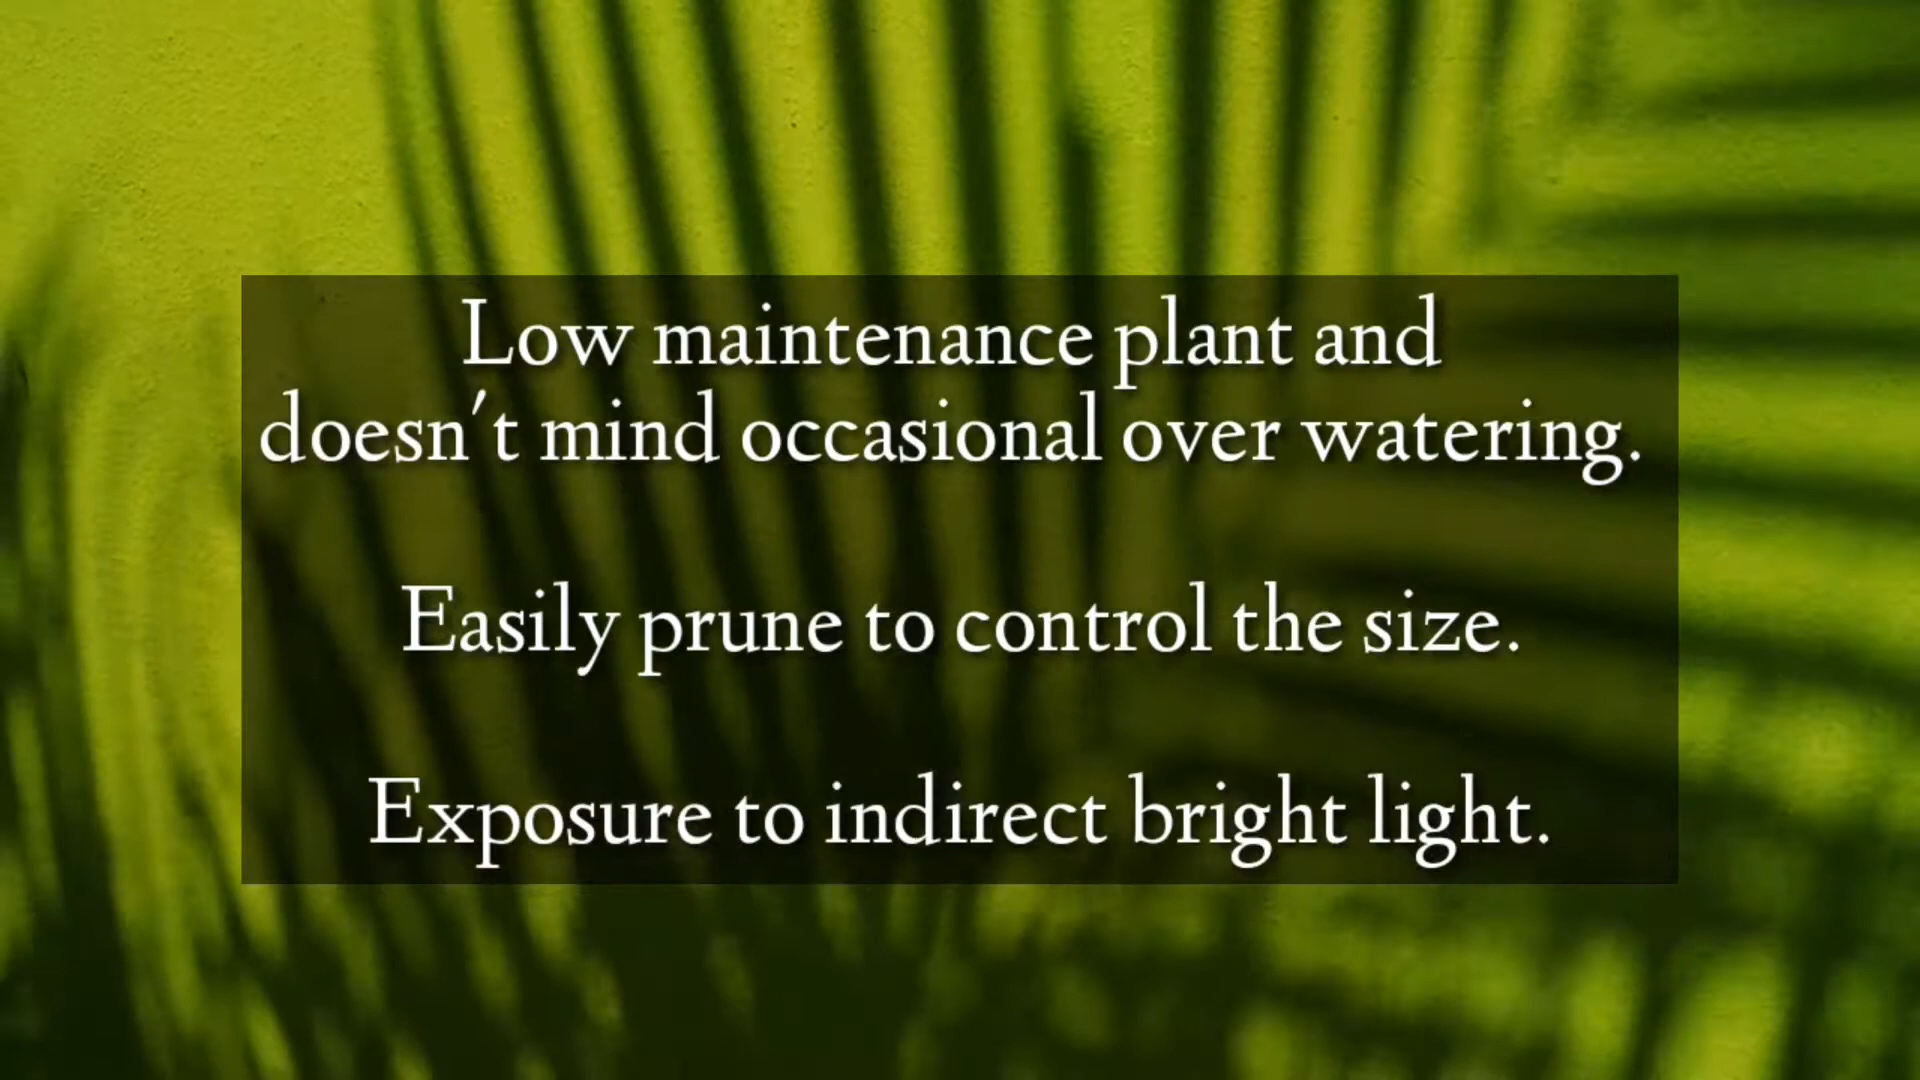 Low maintenance plant and
doesn't mind occasional over watering.
Easily prune to control the size.
Exposure to indirect bright light.